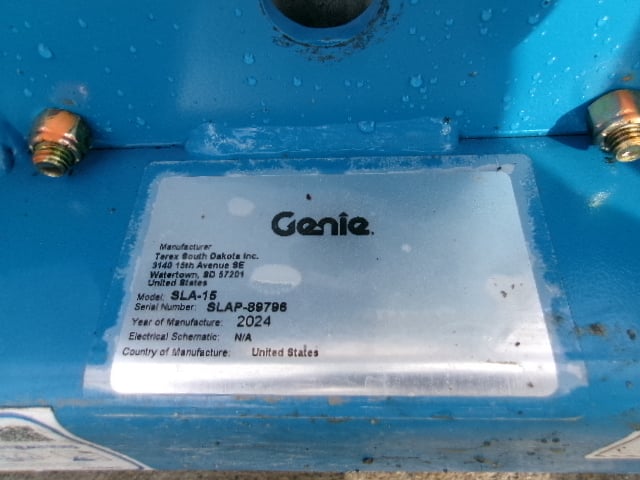 Genie.
Manufacturer
Terex South Dakota Inc.
3140 15th Avenue SE
Watertown, SD 57201
United States
Model: SLA-15
Serial Number: SLAP-89796
Year of Manufacture: 2024
Electrical Schematic: N/A
Country of Manufacture: United States